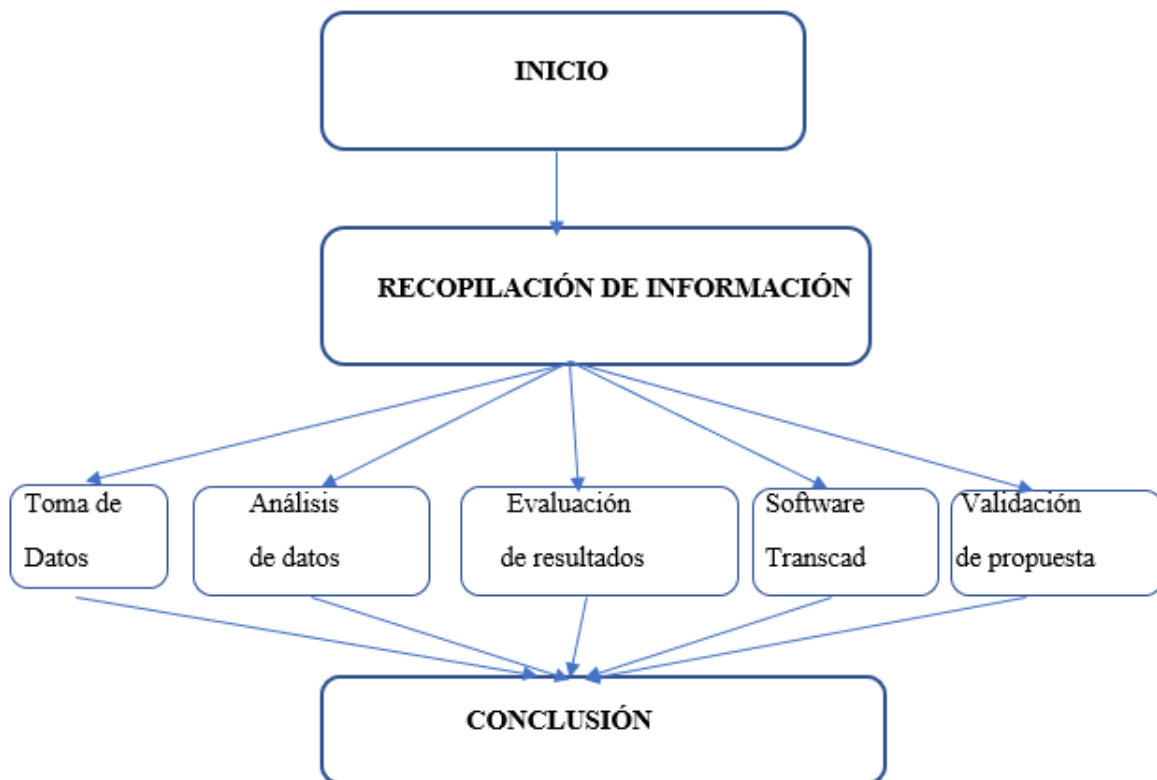 INICIO
RECOPILACIÓN DE INFORMACIÓN
Toma de
Datos
Análisis
de datos
Evaluación
de resultados
Software
Transcad
Validación
de propuesta
CONCLUSIÓN